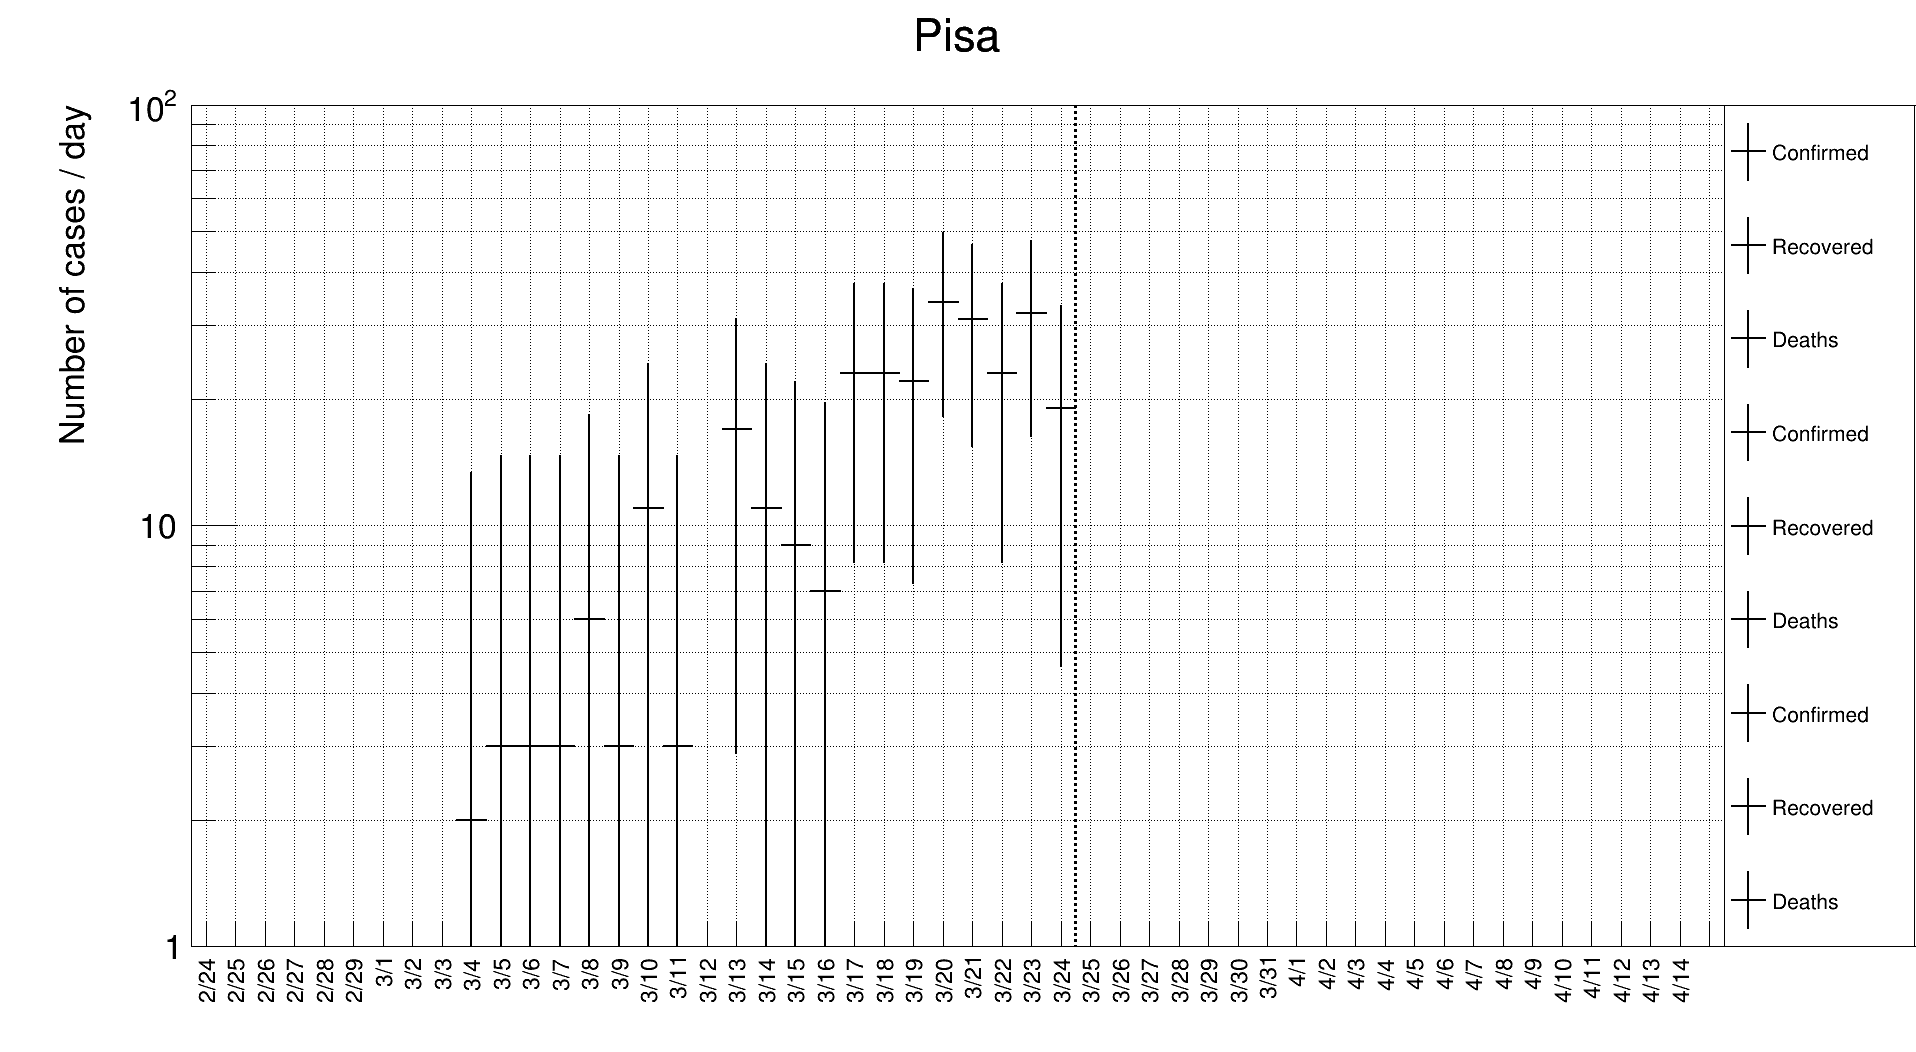 Pisa
Number of cases / day
10²
10
1
2/24 2/25 2/26 2/27 2/28 2/29 3/1 3/2 3/3 3/4 3/5 3/6 3/7 3/8 3/9 3/10 3/11 3/12 3/13 3/14 3/15 3/16 3/17 3/18 3/19 3/20 3/21 3/22 3/23 3/24 3/25 3/26 3/27 3/28 3/29 3/30 3/31 4/1 4/2 4/3 4/4 4/5 4/6 4/7 4/8 4/9 4/10 4/11 4/12 4/13 4/14
Confirmed
Recovered
Deaths
Confirmed
Recovered
Deaths
Confirmed
Recovered
Deaths